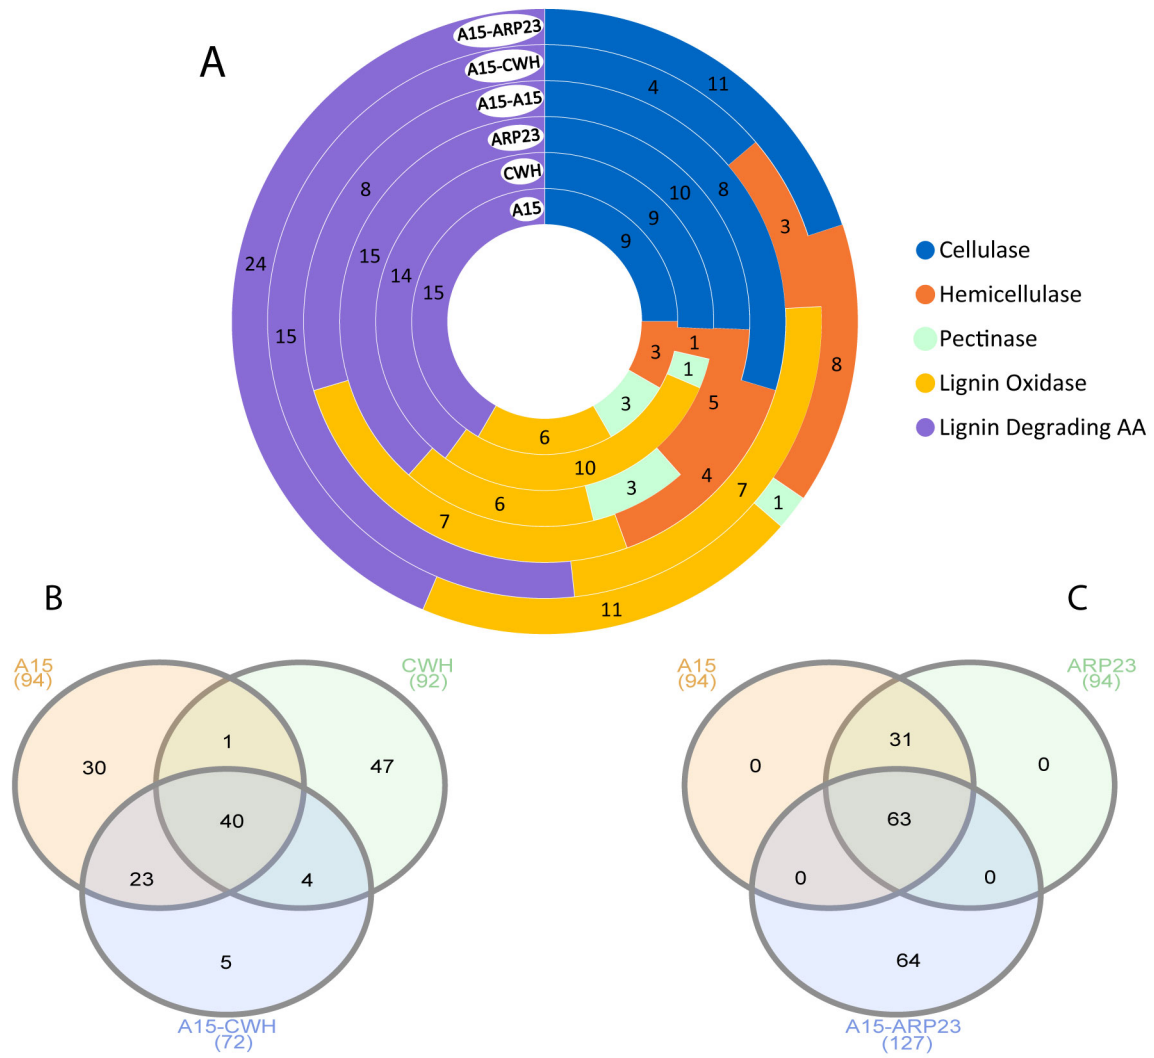 A
A15-ARP23
A15-CWH
A15-A15
ARP23
CWH
A15
11
4
8
10
9
9
3
8
1
3
1
5
4
3
3
7
1
6
10
6
7
11
8
24
15
14
15
15
Cellulase
Hemicellulase
Pectinase
Lignin Oxidase
Lignin Degrading AA
B
A15
(94)
CWH
(92)
1
30
47
40
23
4
5
A15-CWH
(72)
C
A15
(94)
ARP23
(94)
31
0
0
63
0
0
64
A15-ARP23
(127)